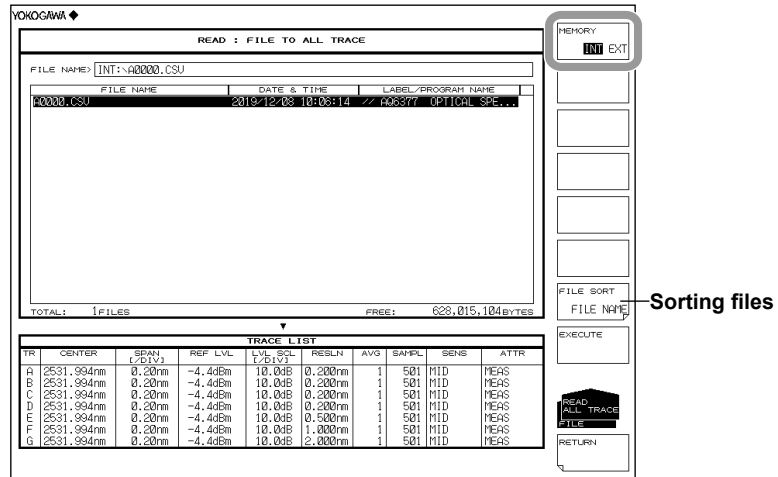 YOKOGAWA ◆
READ : FILE TO ALL TRACE
FILE NAME> INT:\A0000.CSV
FILE NAME DATE & TIME LABEL/PROGRAM NAME
A0000.CSV 2019/12/08 10:06:14 // AQ6377 OPTICAL SPE...
TOTAL: 1FILES FREE: 628,015,104BYTES
▼
TRACE LIST
TR CENTER SPAN [/DIV] REF LVL LVL SCL [/DIV] RESLN AVG SAMPL SENS ATTR
A 2531.994nm 0.20nm -4.4dBm 10.0dB 0.200nm 1 501 MID MEAS
B 2531.994nm 0.20nm -4.4dBm 10.0dB 0.200nm 1 501 MID MEAS
C 2531.994nm 0.20nm -4.4dBm 10.0dB 0.200nm 1 501 MID MEAS
D 2531.994nm 0.20nm -4.4dBm 10.0dB 0.200nm 1 501 MID MEAS
E 2531.994nm 0.20nm -4.4dBm 10.0dB 0.500nm 1 501 MID MEAS
F 2531.994nm 0.20nm -4.4dBm 10.0dB 1.000nm 1 501 MID MEAS
G 2531.994nm 0.20nm -4.4dBm 10.0dB 2.000nm 1 501 MID MEAS
MEMORY
INT EXT
FILE SORT
FILE NAME
Sorting files
EXECUTE
READ
ALL TRACE
FILE
RETURN